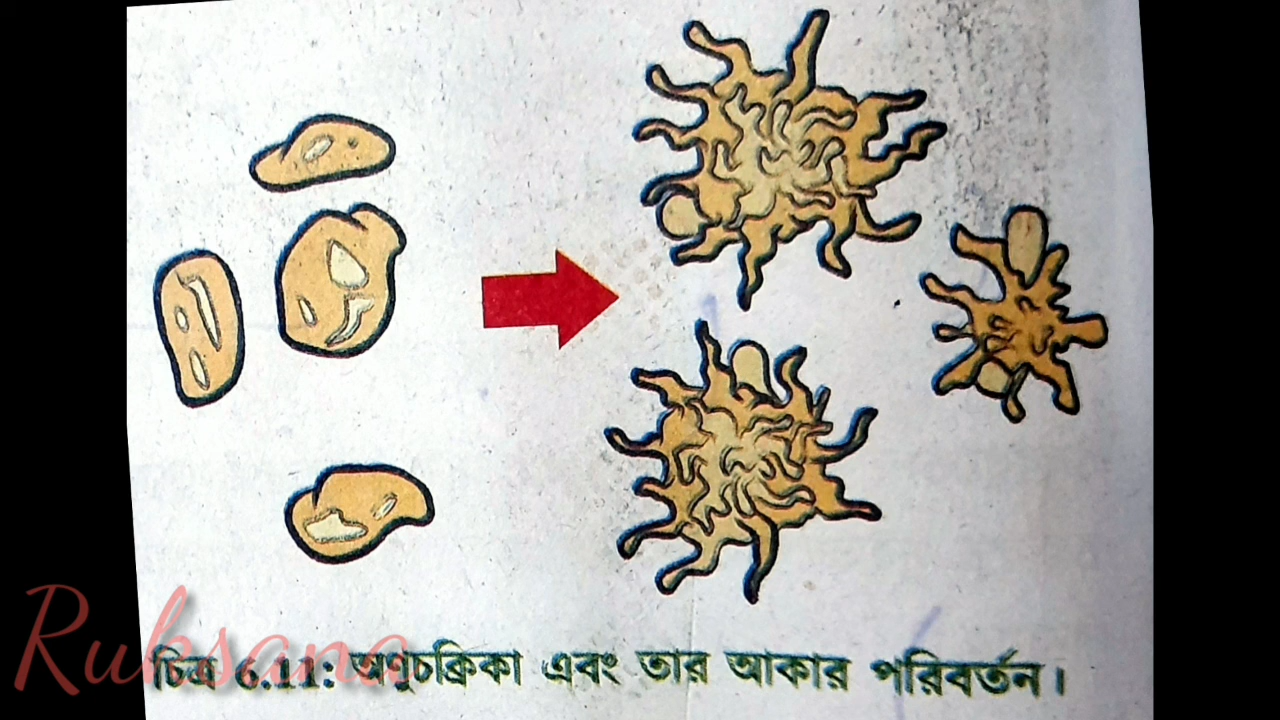 চিত্র 6.11: অণুচক্রিকা এবং তার আকার পরিবর্তন।
Ruksana